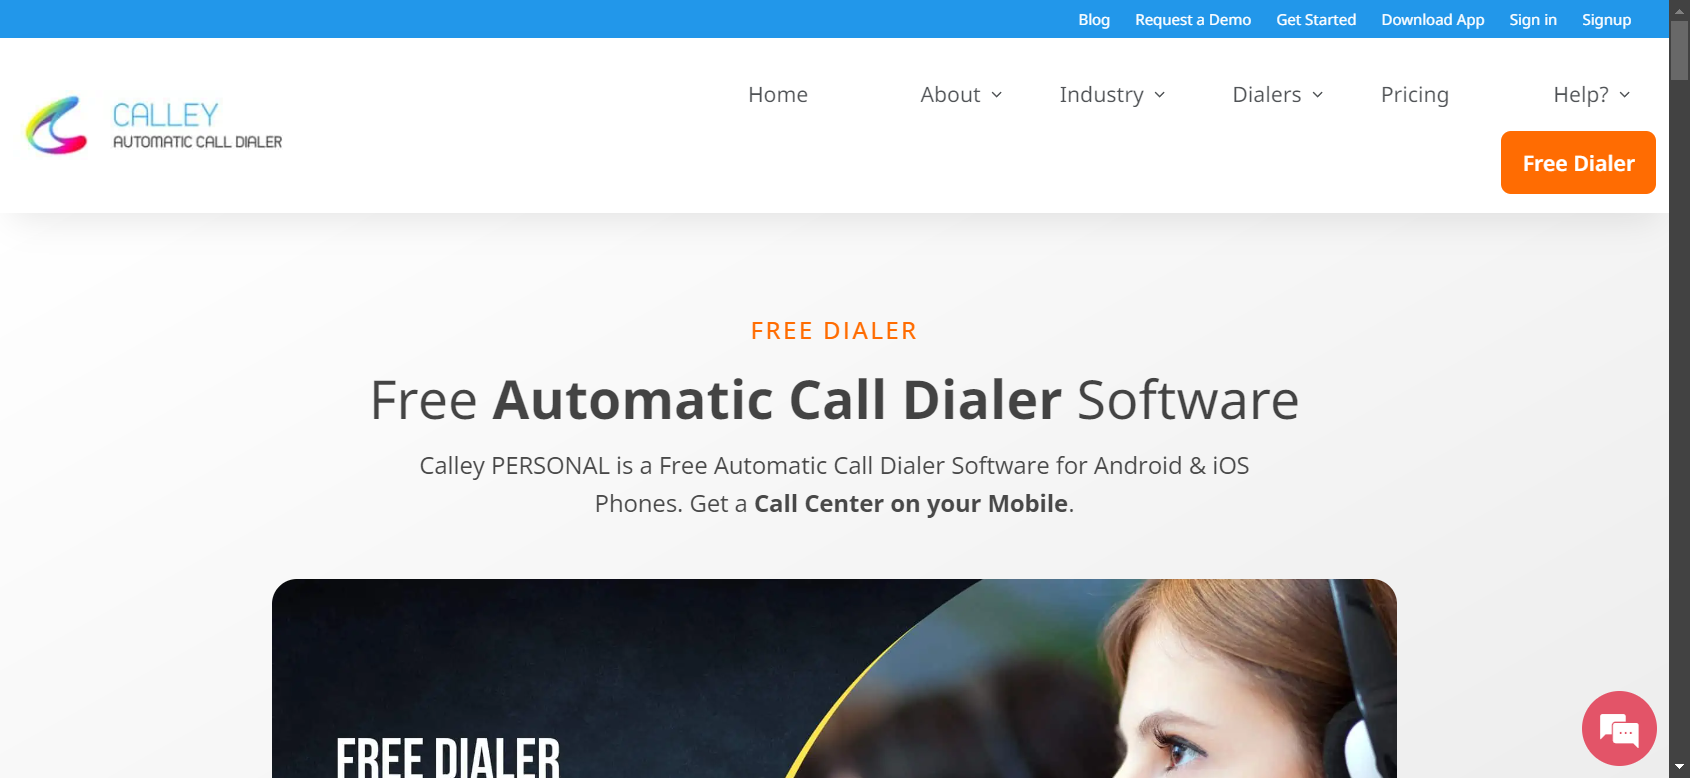 Blog Request a Demo Get Started Download App Sign in Signup
CALLEY
AUTOMATIC CALL DIALER
Home About Industry Dialers Pricing Help?
Free Dialer
FREE DIALER
Free Automatic Call Dialer Software
Calley PERSONAL is a Free Automatic Call Dialer Software for Android & iOS
Phones. Get a Call Center on your Mobile.
FREE DIALER